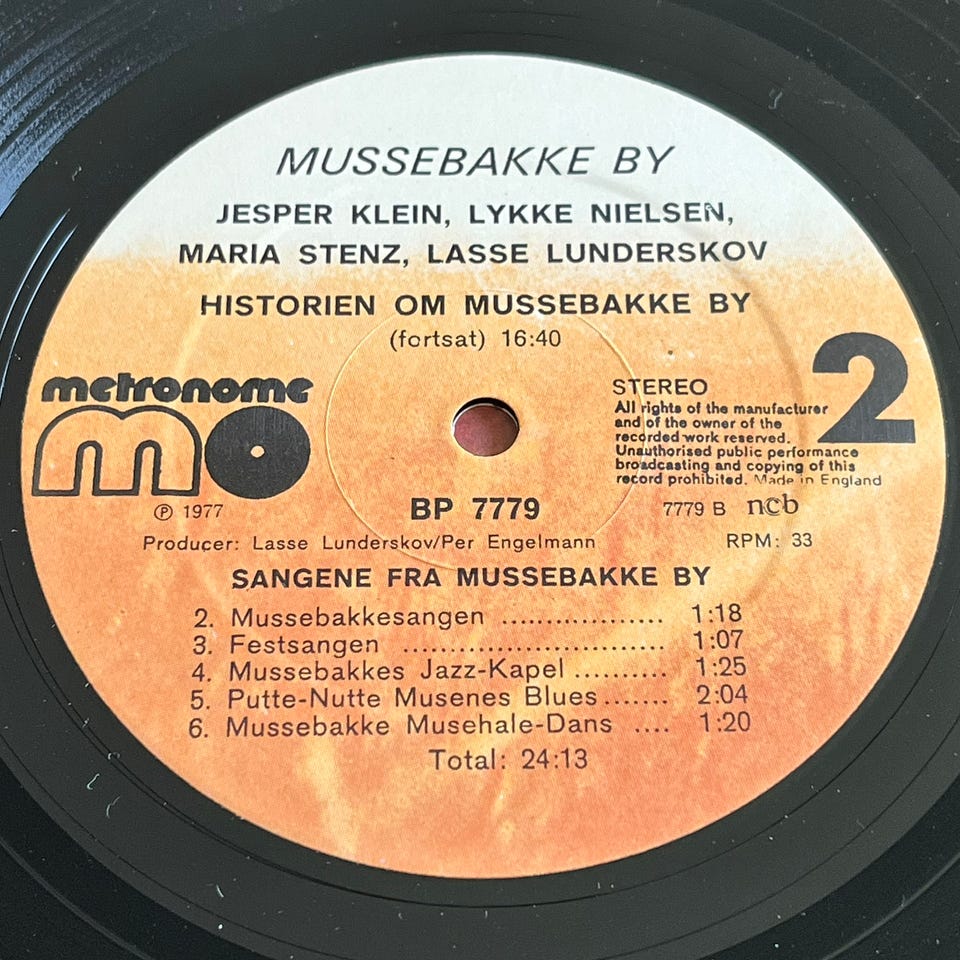 MUSSEBAKKE BY
JESPER KLEIN, LYKKE NIELSEN,
MARIA STENZ, LASSE LUNDERSKOV
HISTORIEN OM MUSSEBAKKE BY
(fortsat) 16:40
metronome
mo
STEREO
2
All rights of the manufacturer
and of the owner of the
recorded work reserved.
Unauthorised public performance
broadcasting and copying of this
record prohibited. Made in England
℗ 1977
BP 7779
7779 B ncb
Producer: Lasse Lunderskov/Per Engelmann
RPM: 33
SANGENE FRA MUSSEBAKKE BY
2. Mussebakkesangen .................. 1:18
3. Festsangen ............................ 1:07
4. Mussebakkes Jazz-Kapel .......... 1:25
5. Putte-Nutte Musenes Blues ....... 2:04
6. Mussebakke Musehale-Dans .... 1:20
Total: 24:13